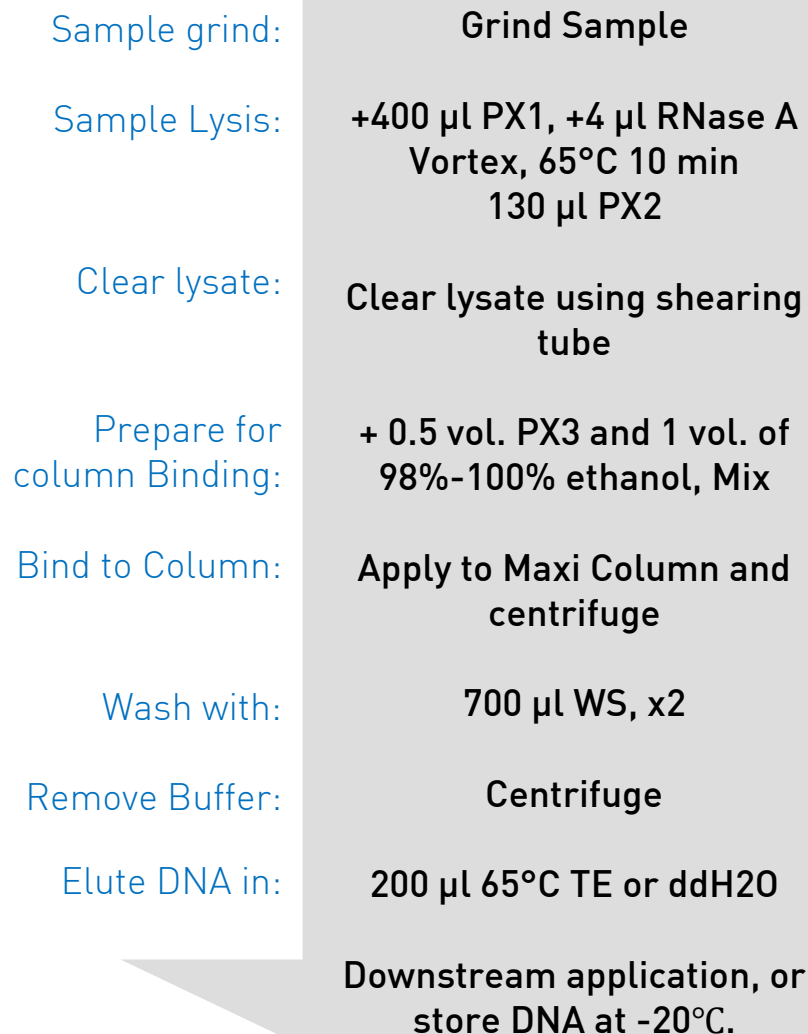 Sample grind:
Grind Sample
Sample Lysis:
+400 µl PX1, +4 µl RNase A
Vortex, 65°C 10 min
130 µl PX2
Clear lysate:
Clear lysate using shearing
tube
Prepare for
column Binding:
+ 0.5 vol. PX3 and 1 vol. of
98%-100% ethanol, Mix
Bind to Column:
Apply to Maxi Column and
centrifuge
Wash with:
700 µl WS, x2
Remove Buffer:
Centrifuge
Elute DNA in:
200 µl 65°C TE or ddH2O
Downstream application, or
store DNA at -20℃.